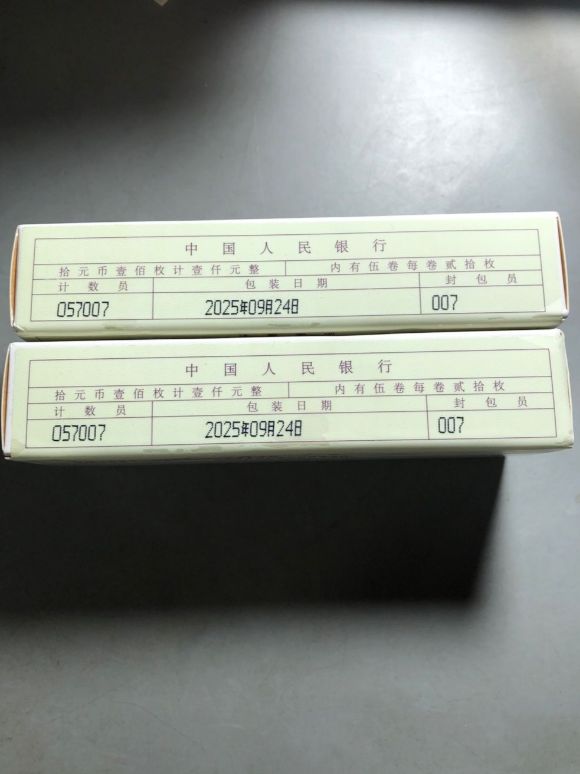 中国人民银行
拾元币壹佰枚计壹仟元整 内有伍卷每卷贰拾枚
计数员 包装日期 封包员
057007 2025年09月24日 007
中国人民银行
拾元币壹佰枚计壹仟元整 内有伍卷每卷贰拾枚
计数员 包装日期 封包员
057007 2025年09月24日 007